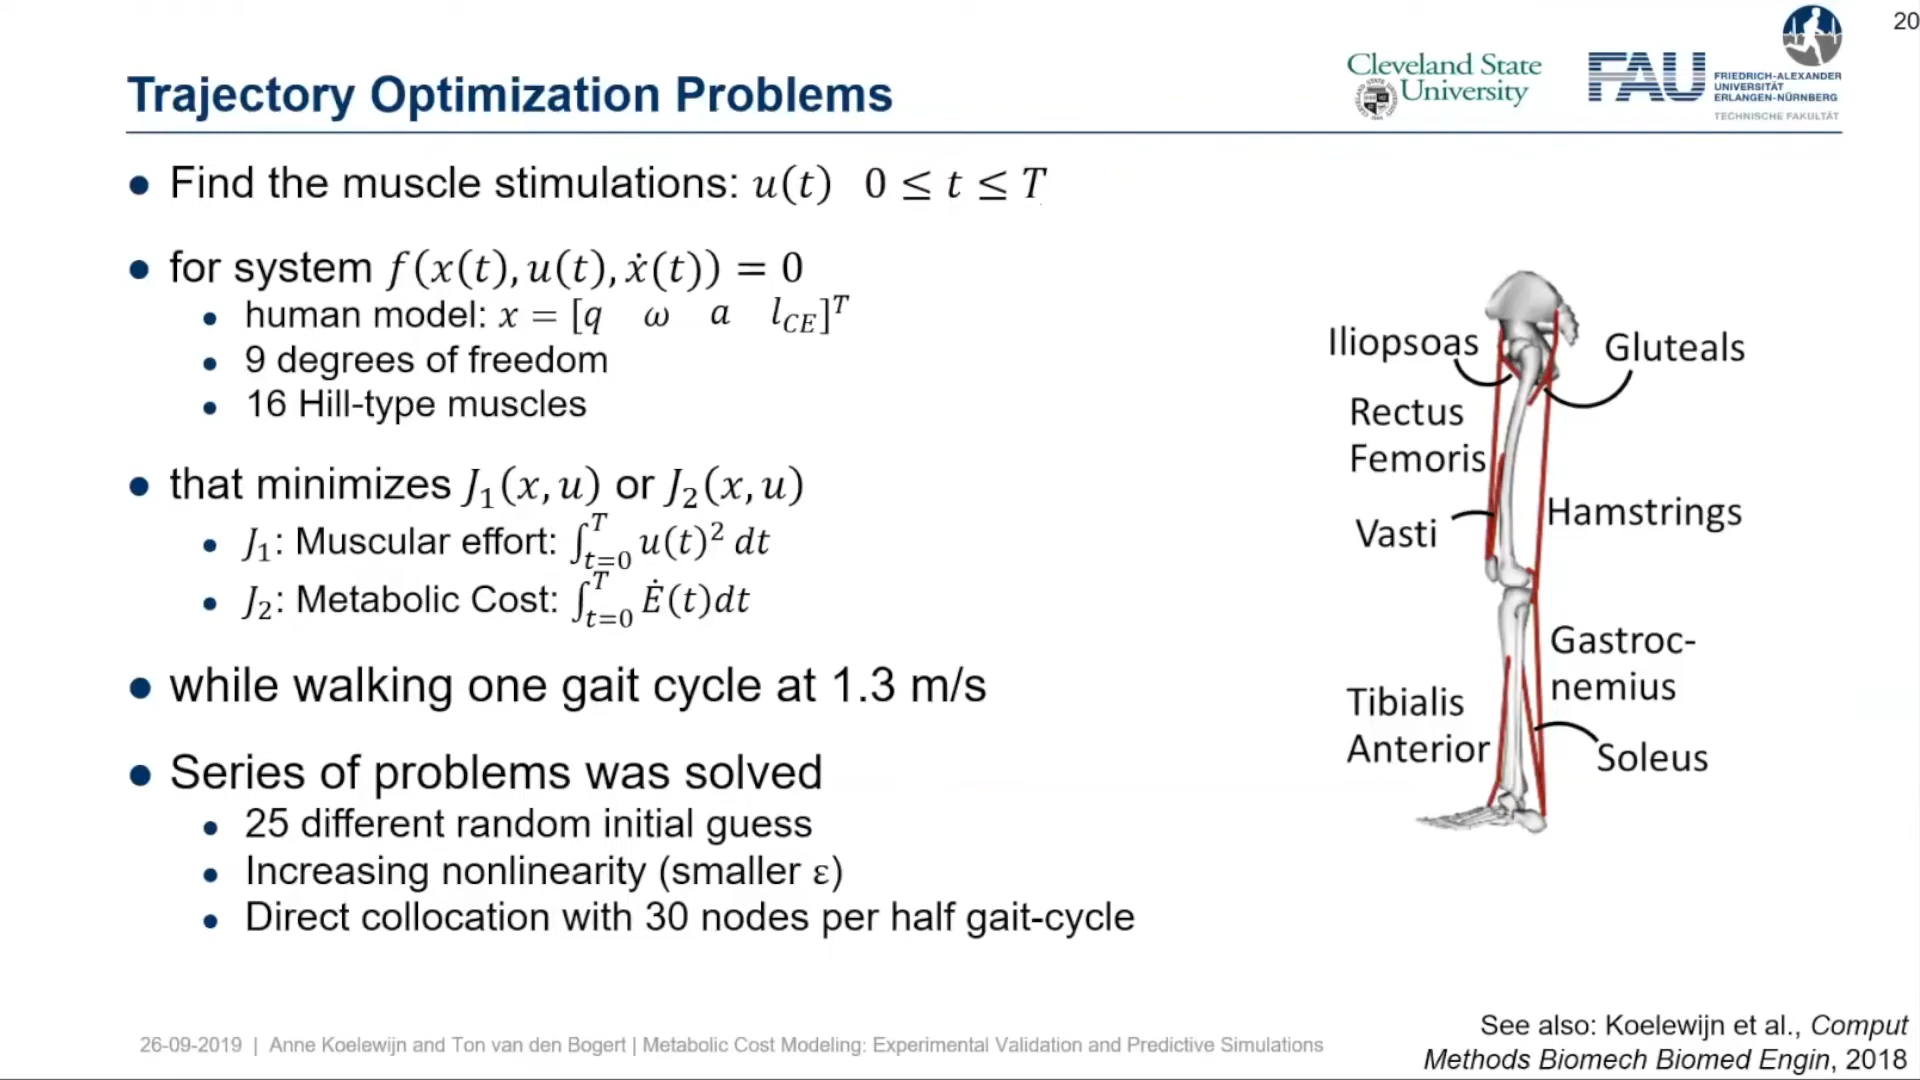 20
Cleveland State
University
FAU
FRIEDRICH-ALEXANDER
UNIVERSITÄT
ERLANGEN-NÜRNBERG
TECHNISCHE FAKULTÄT
Trajectory Optimization Problems
● Find the muscle stimulations: u(t) 0 ≤ t ≤ T
● for system f(x(t), u(t), ẋ(t)) = 0
● human model: x = [q ω a l_CE]^T
● 9 degrees of freedom
● 16 Hill-type muscles
● that minimizes J₁(x, u) or J₂(x, u)
● J₁: Muscular effort: ∫_{t=0}^{T} u(t)² dt
● J₂: Metabolic Cost: ∫_{t=0}^{T} Ė(t)dt
● while walking one gait cycle at 1.3 m/s
● Series of problems was solved
● 25 different random initial guess
● Increasing nonlinearity (smaller ε)
● Direct collocation with 30 nodes per half gait-cycle
Iliopsoas
Gluteals
Rectus
Femoris
Vasti
Hamstrings
Gastroc-
nemius
Tibialis
Anterior
Soleus
26-09-2019 | Anne Koelewijn and Ton van den Bogert | Metabolic Cost Modeling: Experimental Validation and Predictive Simulations
See also: Koelewijn et al., Comput
Methods Biomech Biomed Engin, 2018